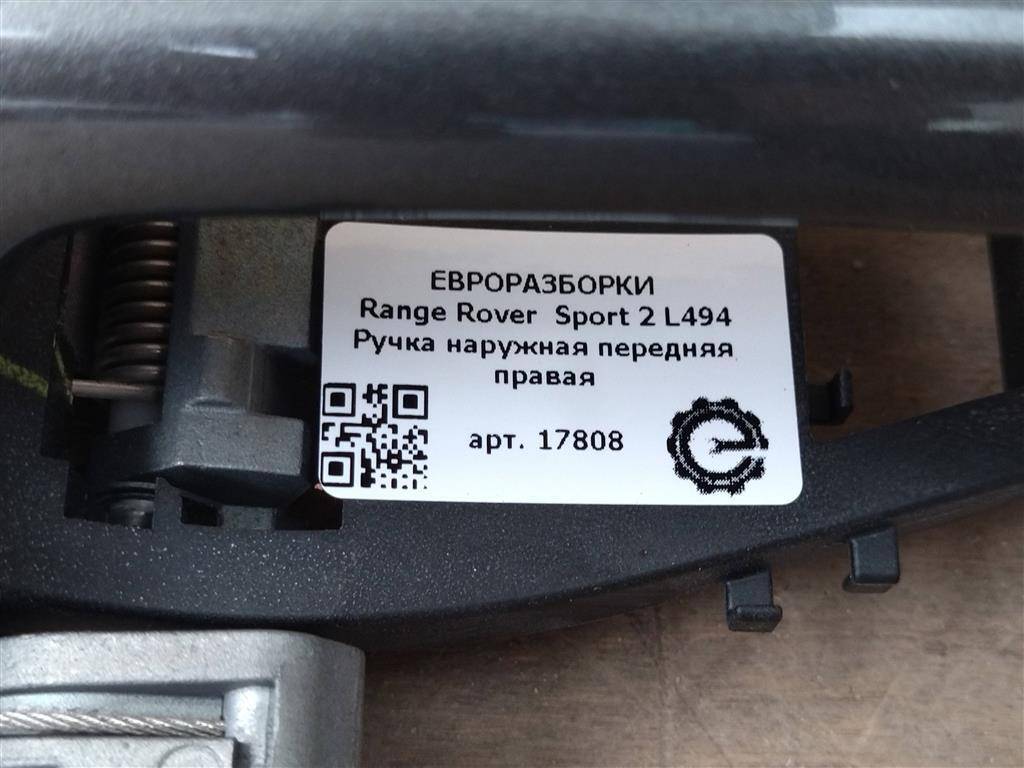 ЕВРОРАЗБОРКИ
Range Rover Sport 2 L494
Ручка наружная передняя
правая
арт. 17808